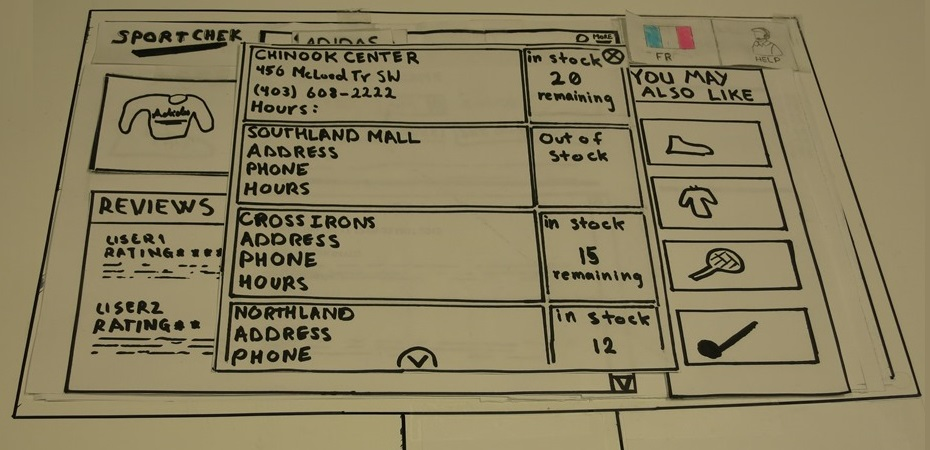 SPORTCHEK
ADIDAS
MORE
FR
HELP
Adidas
REVIEWS
USER1
RATING***
USER2
RATING**
CHINOOK CENTER
456 McLeod Tr SW
(403) 608-2222
Hours:
in stock
20
remaining
SOUTHLAND MALL
ADDRESS
PHONE
HOURS
Out of
stock
CROSS IRONS
ADDRESS
PHONE
HOURS
in stock
15
remaining
NORTHLAND
ADDRESS
PHONE
in stock
12
YOU MAY
ALSO LIKE